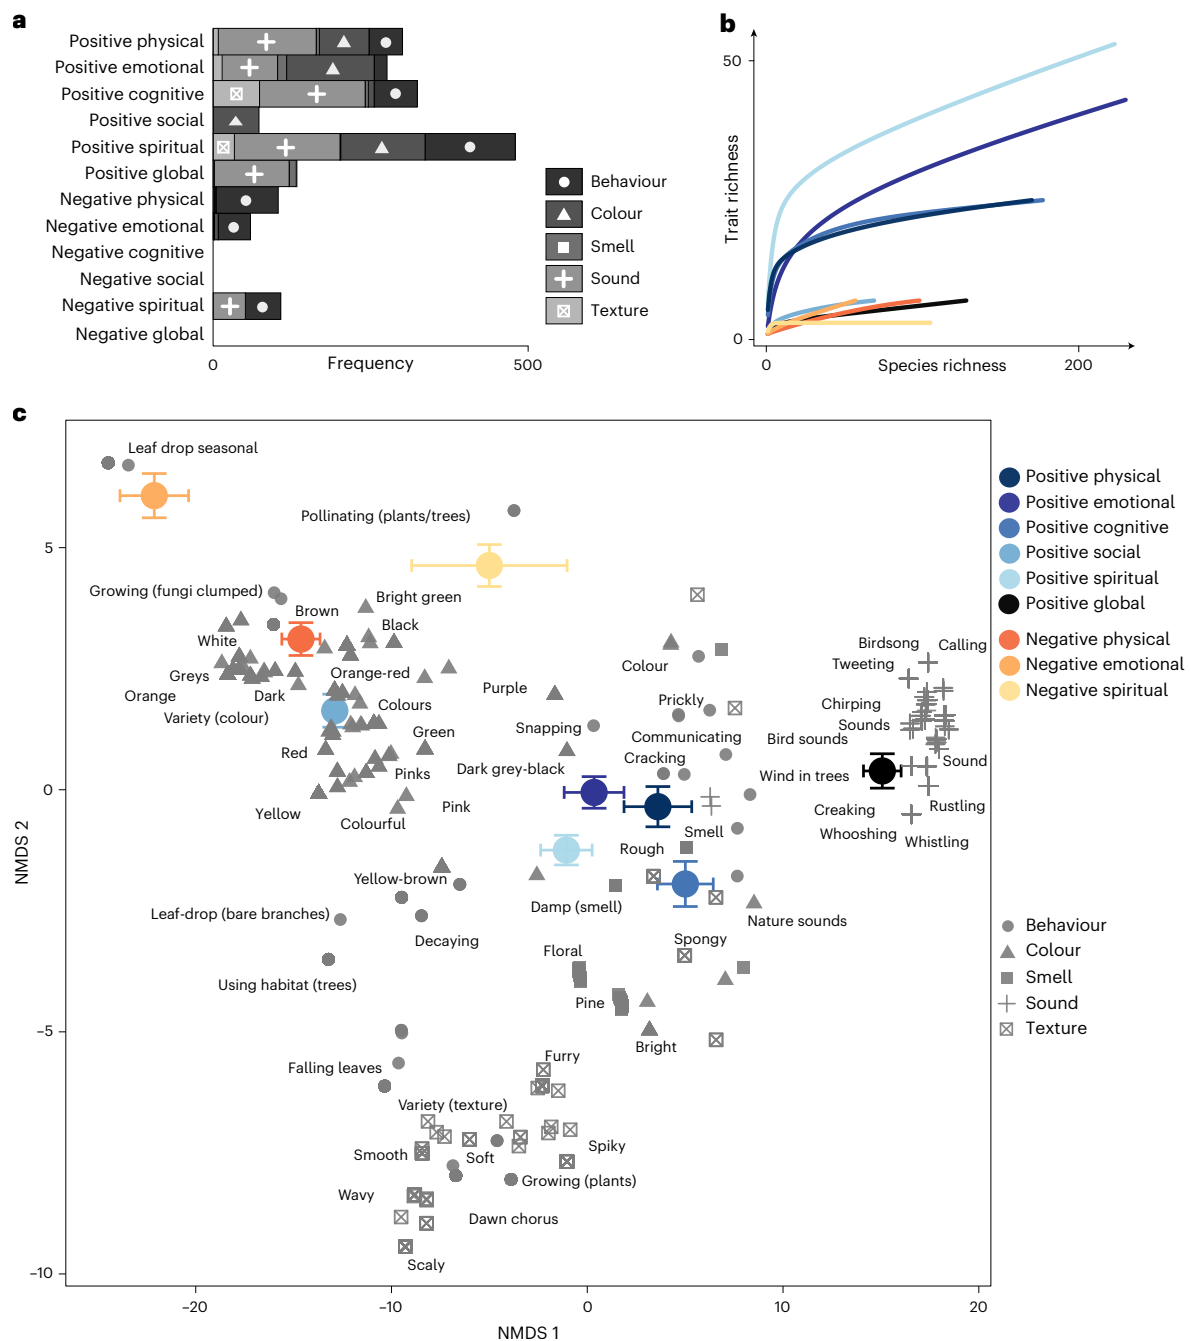 a
Positive physical
Positive emotional
Positive cognitive
Positive social
Positive spiritual
Positive global
Negative physical
Negative emotional
Negative cognitive
Negative social
Negative spiritual
Negative global
0
Frequency
500
Behaviour
Colour
Smell
Sound
Texture
b
50
Trait richness
0
0
Species richness
200
c
Leaf drop seasonal
Pollinating (plants/trees)
5
Growing (fungi clumped)
Bright green
Brown
Black
White
Birdsong
Calling
Tweeting
Colour
Greys
Orange-red
Orange
Dark
Purple
Prickly
Chirping
Colours
Variety (colour)
Sounds
Snapping
Green
Communicating
Bird sounds
Red
Cracking
Sound
Dark grey-black
Pinks
Wind in trees
0
Yellow
Pink
Creaking
Rustling
Colourful
Smell
Whooshing
Whistling
Rough
Yellow-brown
Damp (smell)
Leaf-drop (bare branches)
Nature sounds
Decaying
Spongy
Floral
Using habitat (trees)
Pine
−5
Bright
Furry
Falling leaves
Variety (texture)
Spiky
Smooth
Soft
Growing (plants)
Wavy
Dawn chorus
Scaly
−10
NMDS 2
−20
−10
0
10
20
NMDS 1
Positive physical
Positive emotional
Positive cognitive
Positive social
Positive spiritual
Positive global
Negative physical
Negative emotional
Negative spiritual
Behaviour
Colour
Smell
Sound
Texture